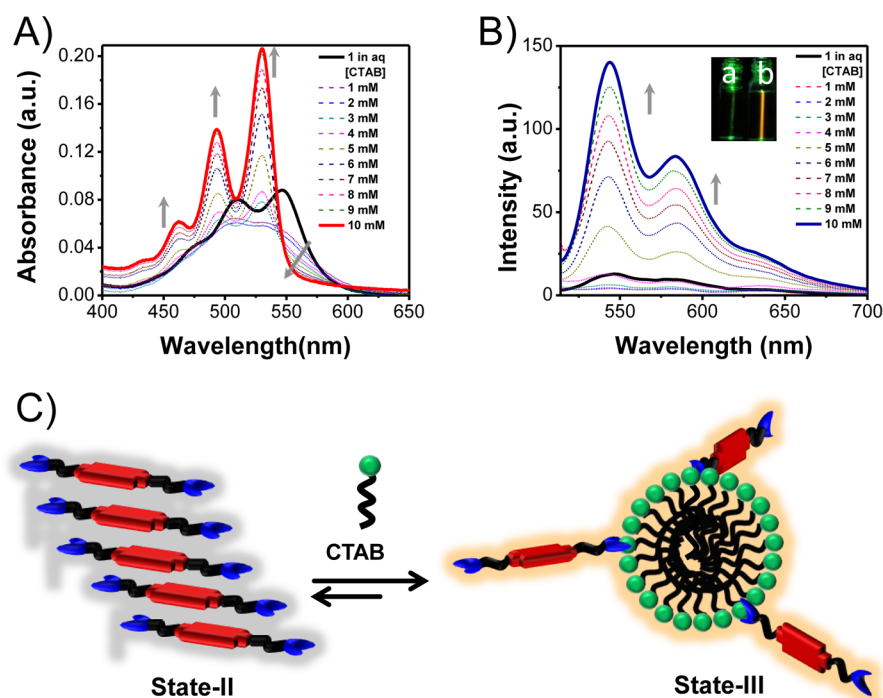 A)
Absorbance (a.u.)
0.20
0.16
0.12
0.08
0.04
0.00
400
450
500
550
600
650
Wavelength(nm)
1 in aq
[CTAB]
1 mM
2 mM
3 mM
4 mM
5 mM
6 mM
7 mM
8 mM
9 mM
10 mM
B)
Intensity (a.u.)
150
125
100
75
50
25
0
550
600
650
700
Wavelength (nm)
a
b
1 in aq
[CTAB]
1 mM
2 mM
3 mM
4 mM
5 mM
6 mM
7 mM
8 mM
9 mM
10 mM
C)
CTAB
State-II
State-III